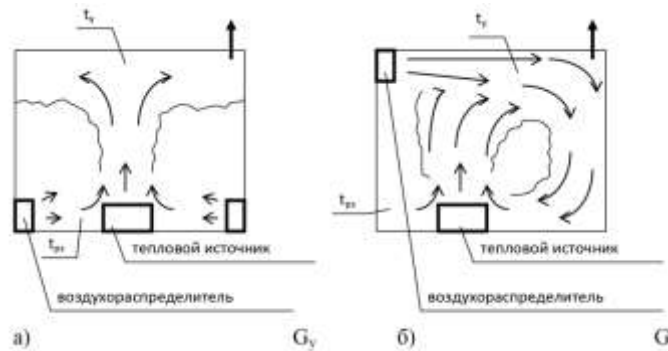 tу
tу
tрз
tрз
тепловой источник
тепловой источник
воздухораспределитель
воздухораспределитель
а)
Gу
б)
G